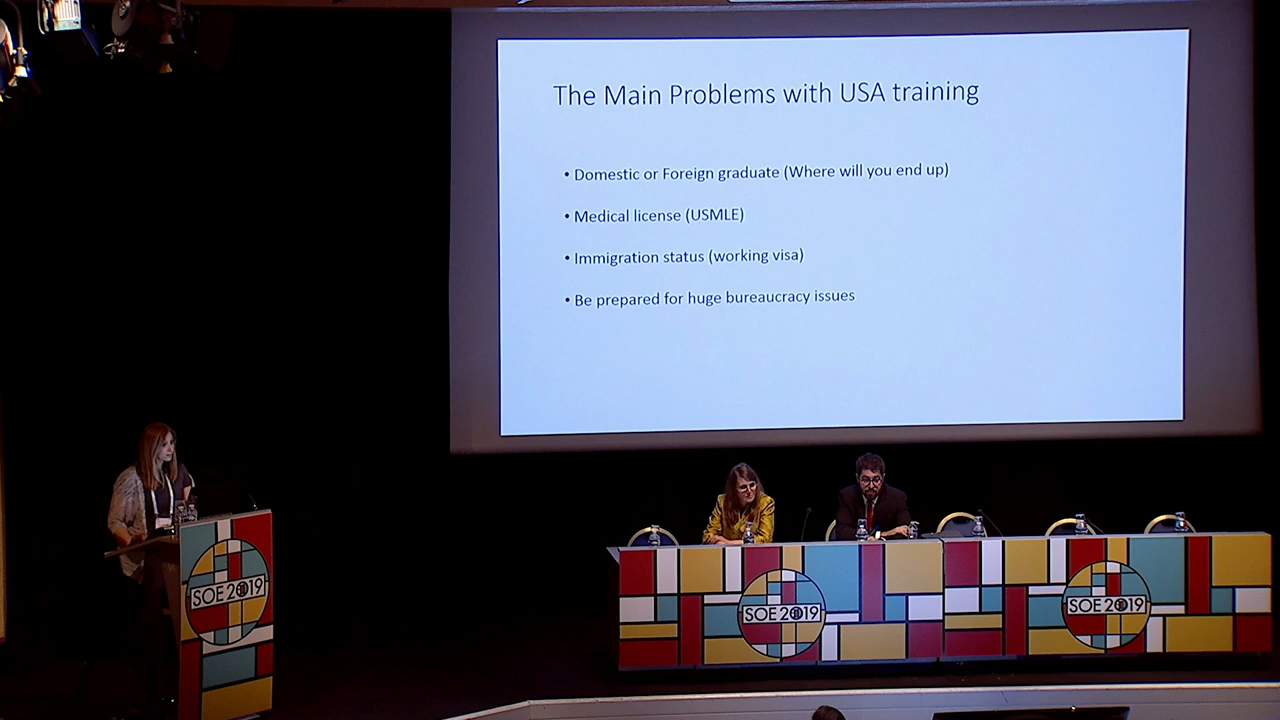 The Main Problems with USA training
• Domestic or Foreign graduate (Where will you end up)
• Medical license (USMLE)
• Immigration status (working visa)
• Be prepared for huge bureaucracy issues
SOE 2019
SOE 2019
SOE 2019